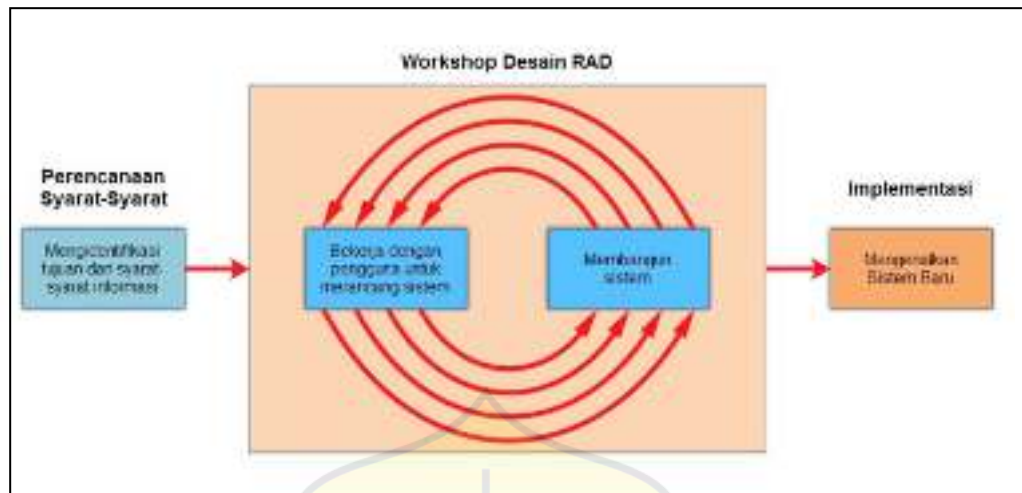 Workshop Desain RAD
Perencanaan
Syarat-Syarat
Mengidentifikasi
tujuan dan syarat-
syarat informasi
Bekerja dengan
pengguna untuk
merancang sistem
Membangun
sistem
Implementasi
Mengenalkan
Sistem Baru